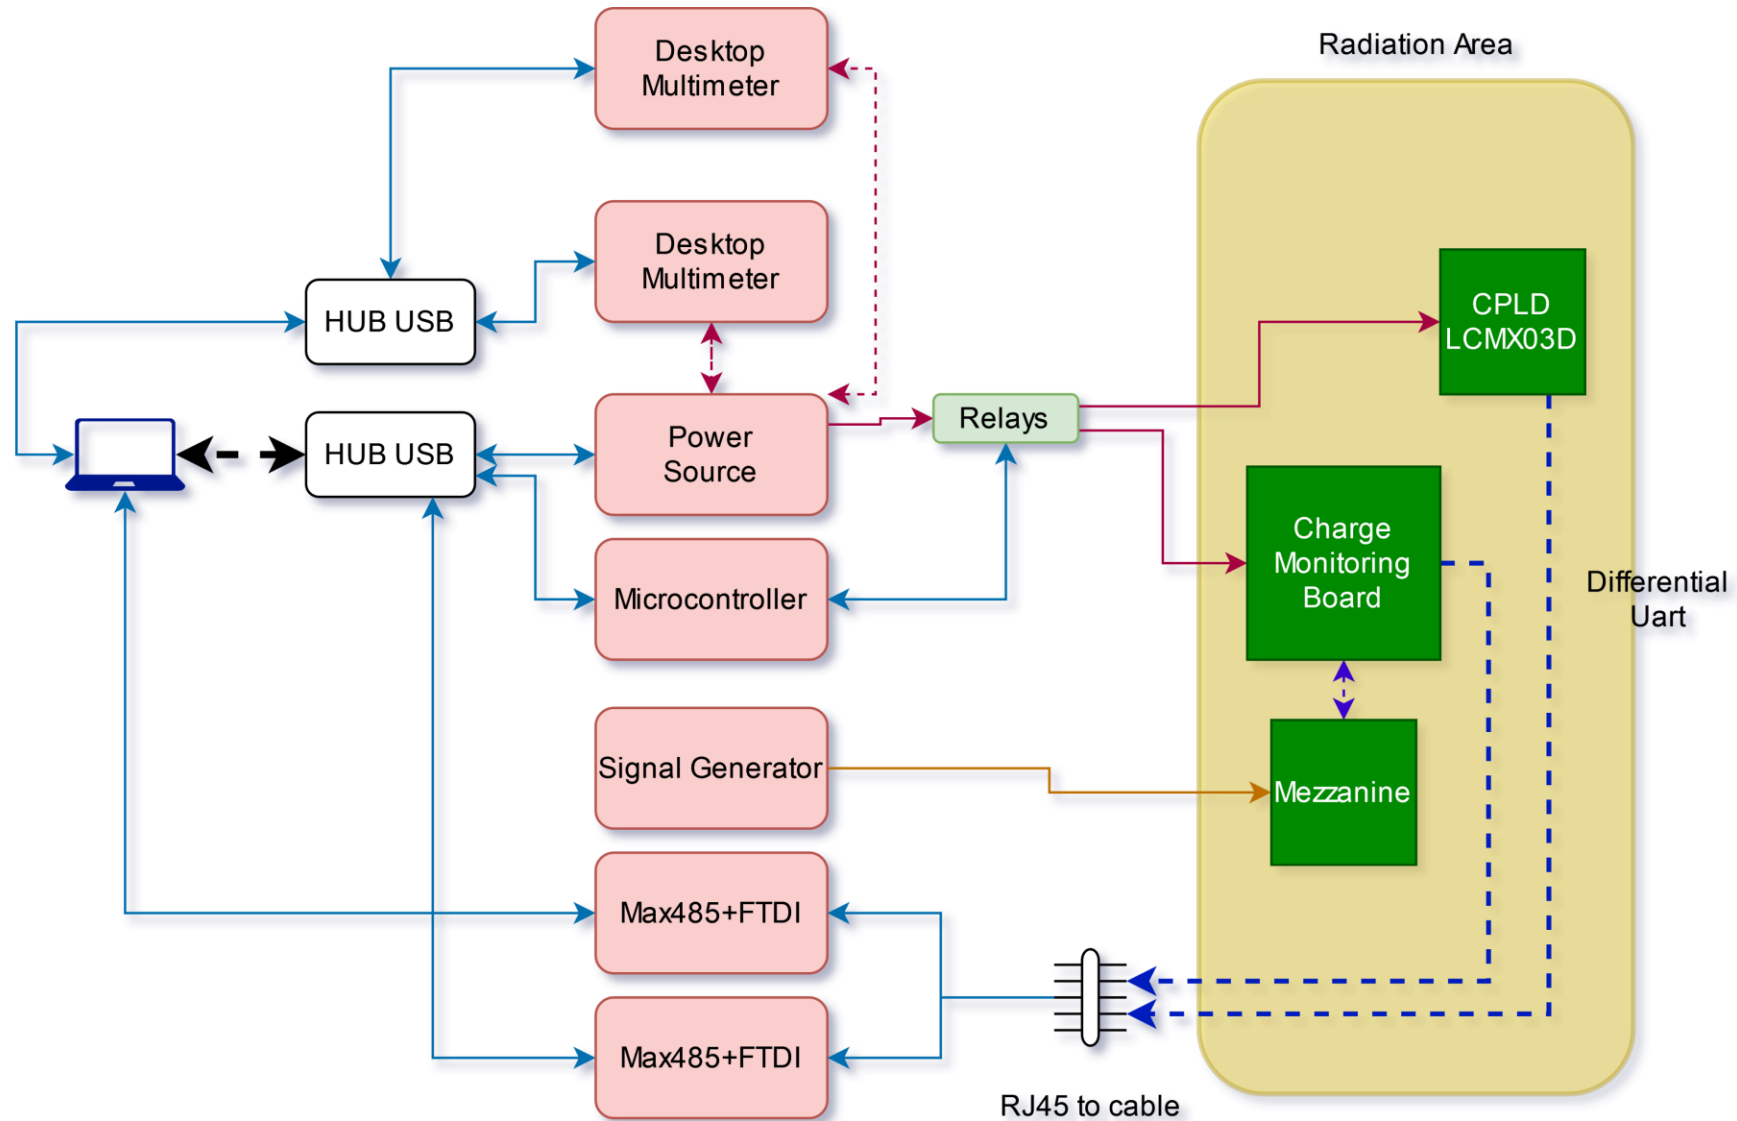 Radiation Area
Desktop
Multimeter
Desktop
Multimeter
HUB USB
CPLD
LCMX03D
HUB USB
Power
Source
Relays
Charge
Monitoring
Board
Microcontroller
Differential
Uart
Signal Generator
Mezzanine
Max485+FTDI
Max485+FTDI
RJ45 to cable